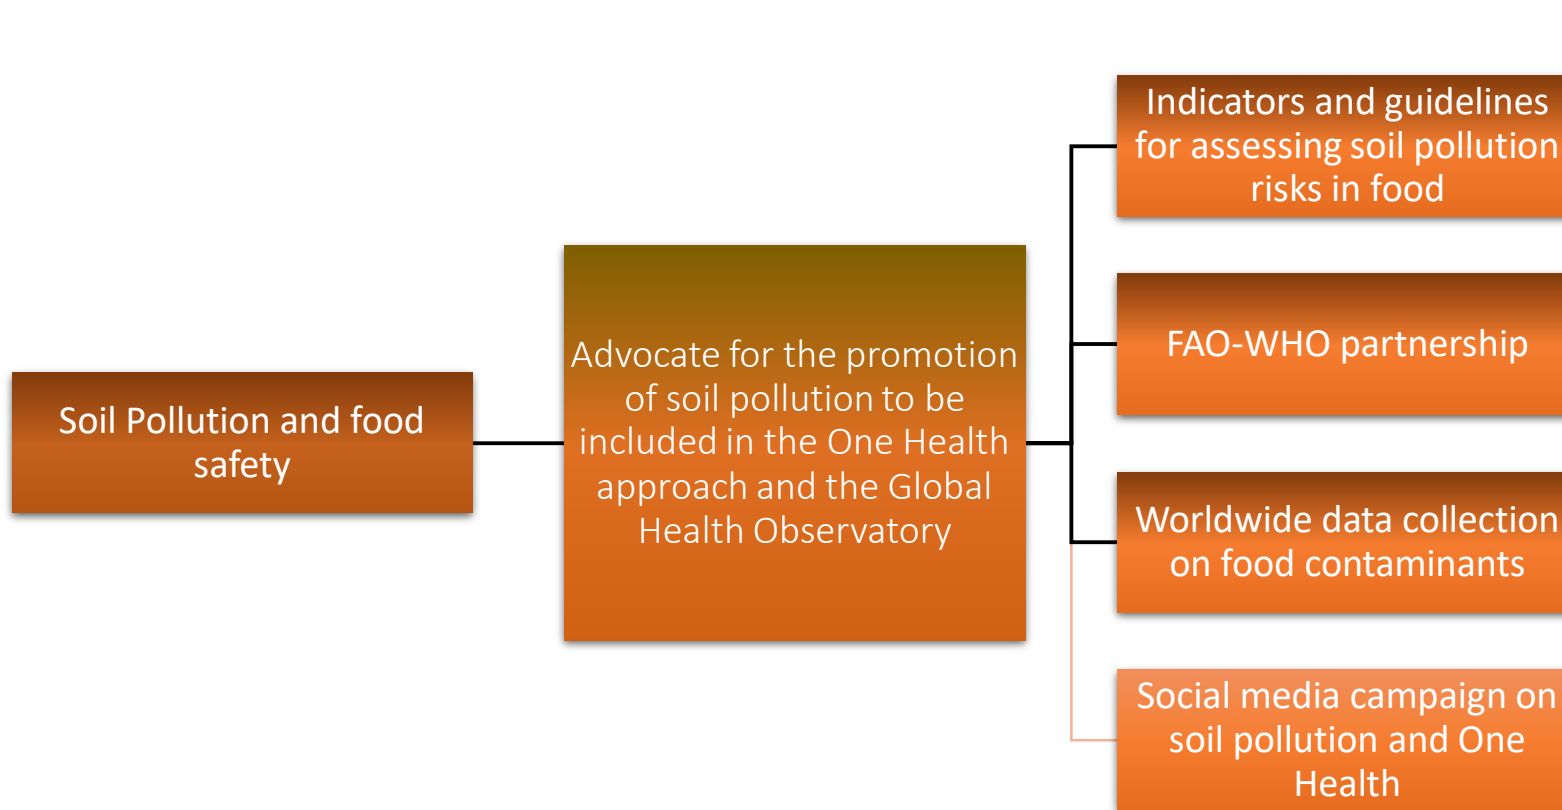 Soil Pollution and food
safety
Advocate for the promotion
of soil pollution to be
included in the One Health
approach and the Global
Health Observatory
Indicators and guidelines
for assessing soil pollution
risks in food
FAO-WHO partnership
Worldwide data collection
on food contaminants
Social media campaign on
soil pollution and One
Health